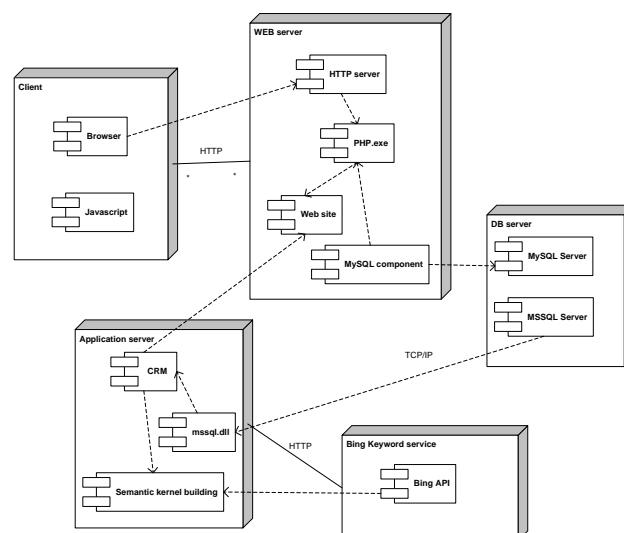 WEB server
HTTP server
Client
Browser
PHP.exe
HTTP
*
*
Javascript
Web site
DB server
MySQL component
MySQL Server
MSSQL Server
Application server
TCP/IP
CRM
mssql.dll
HTTP
Bing Keyword service
Semantic kernel building
Bing API